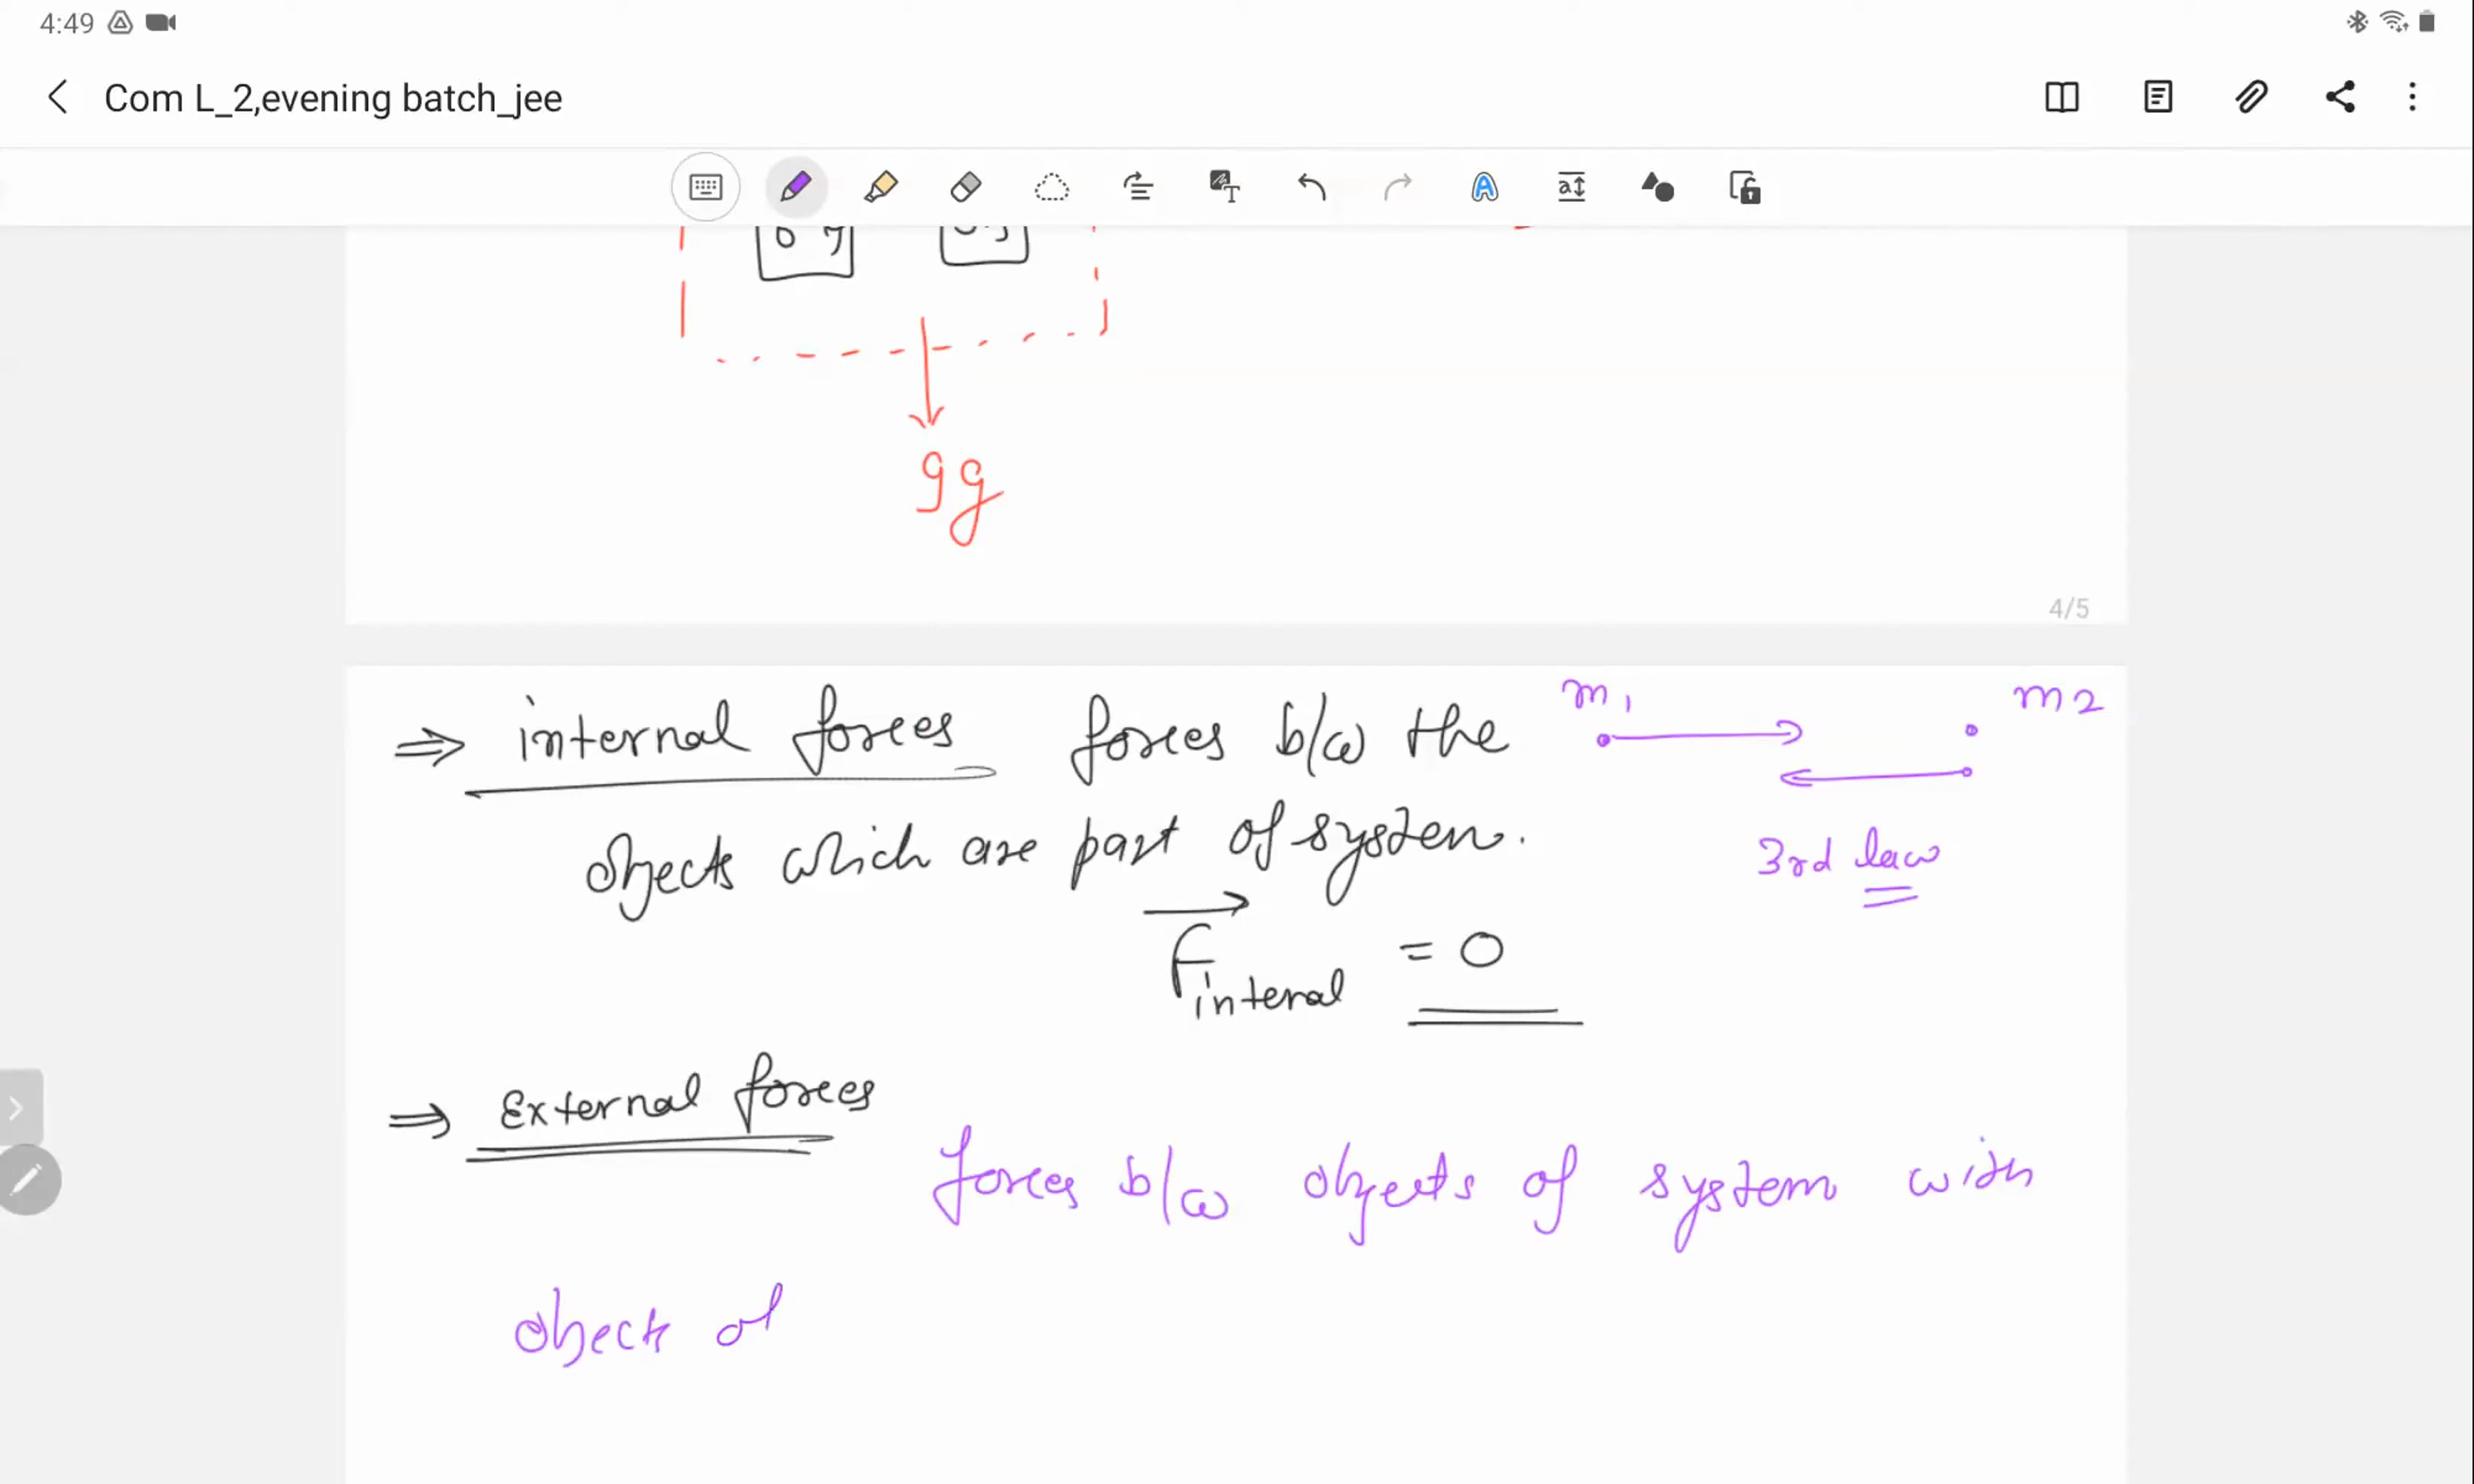 4:49
Com L_2,evening batch_jee
9g
4/5
⇒ internal forces forces b/w the
objects which are part of system.
m1 m2
3rd law
F internal = 0
⇒ External forces
forces b/w objects of system with
object of